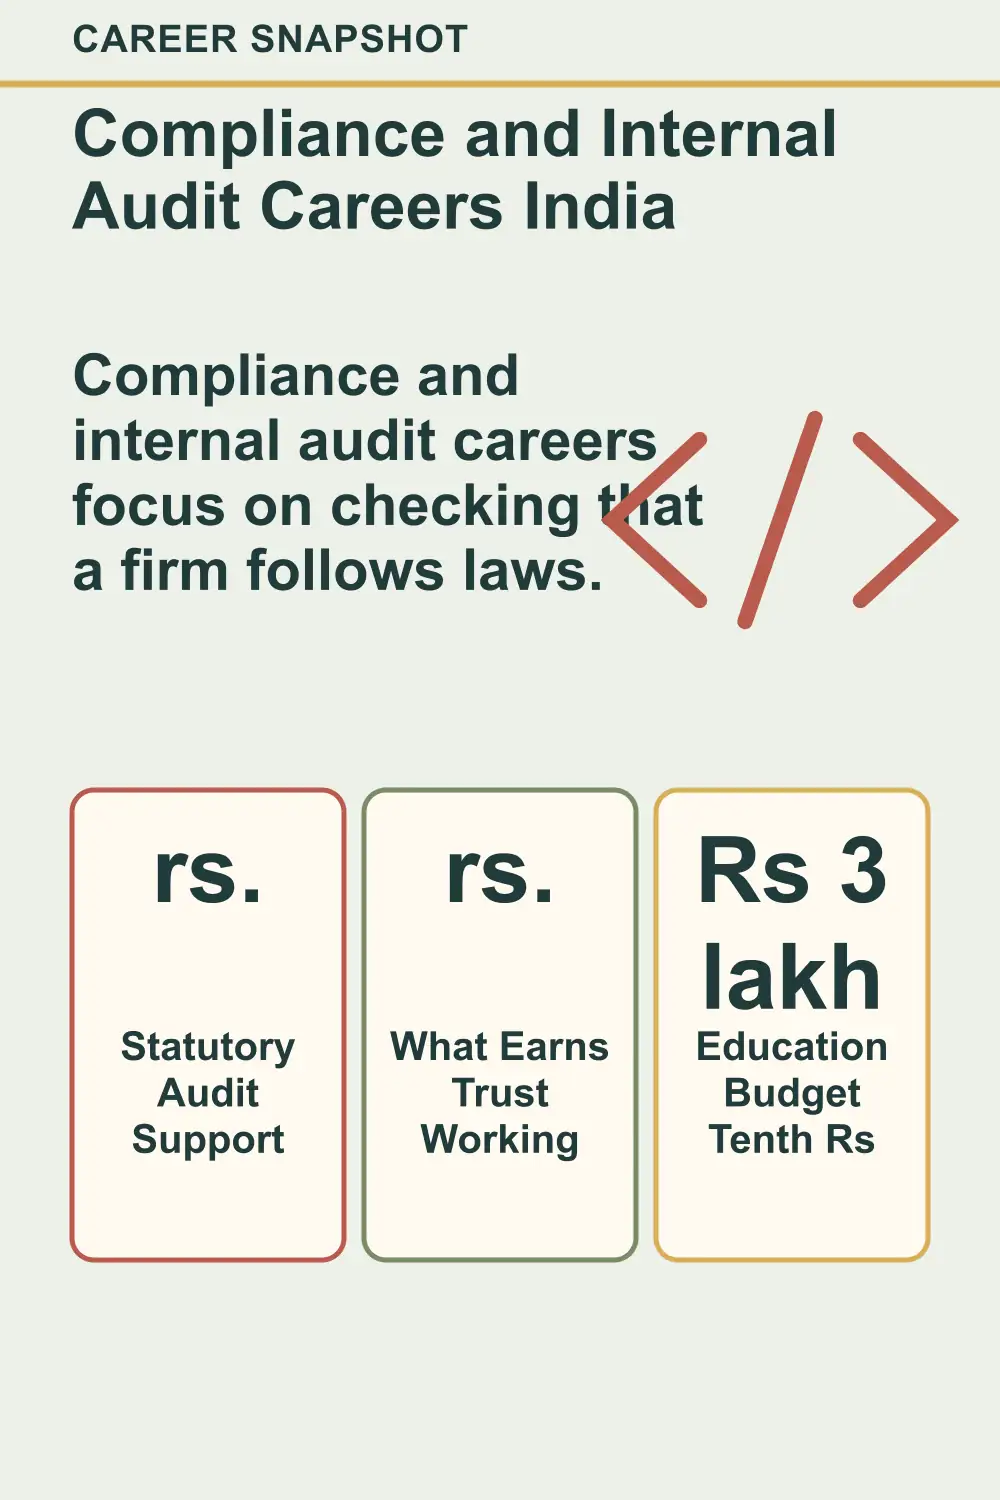 CAREER SNAPSHOT
Compliance and Internal
Audit Careers India
Compliance and
internal audit careers
focus on checking that
a firm follows laws.
rs.
Statutory
Audit
Support
rs.
What Earns
Trust
Working
Rs 3
lakh
Education
Budget
Tenth Rs